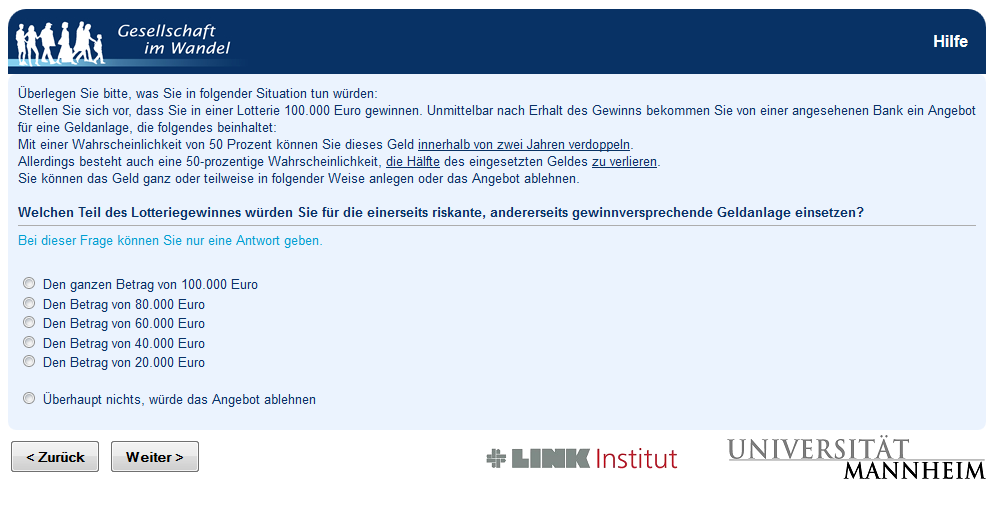 Gesellschaft
im Wandel
Hilfe
Überlegen Sie bitte, was Sie in folgender Situation tun würden:
Stellen Sie sich vor, dass Sie in einer Lotterie 100.000 Euro gewinnen. Unmittelbar nach Erhalt des Gewinns bekommen Sie von einer angesehenen Bank ein Angebot
für eine Geldanlage, die folgendes beinhaltet:
Mit einer Wahrscheinlichkeit von 50 Prozent können Sie dieses Geld innerhalb von zwei Jahren verdoppeln.
Allerdings besteht auch eine 50-prozentige Wahrscheinlichkeit, die Hälfte des eingesetzten Geldes zu verlieren.
Sie können das Geld ganz oder teilweise in folgender Weise anlegen oder das Angebot ablehnen.
Welchen Teil des Lotteriegewinnes würden Sie für die einerseits riskante, andererseits gewinnversprechende Geldanlage einsetzen?
Bei dieser Frage können Sie nur eine Antwort geben.
Den ganzen Betrag von 100.000 Euro
Den Betrag von 80.000 Euro
Den Betrag von 60.000 Euro
Den Betrag von 40.000 Euro
Den Betrag von 20.000 Euro
Überhaupt nichts, würde das Angebot ablehnen
< Zurück
Weiter >
LINK Institut
UNIVERSITÄT
MANNHEIM